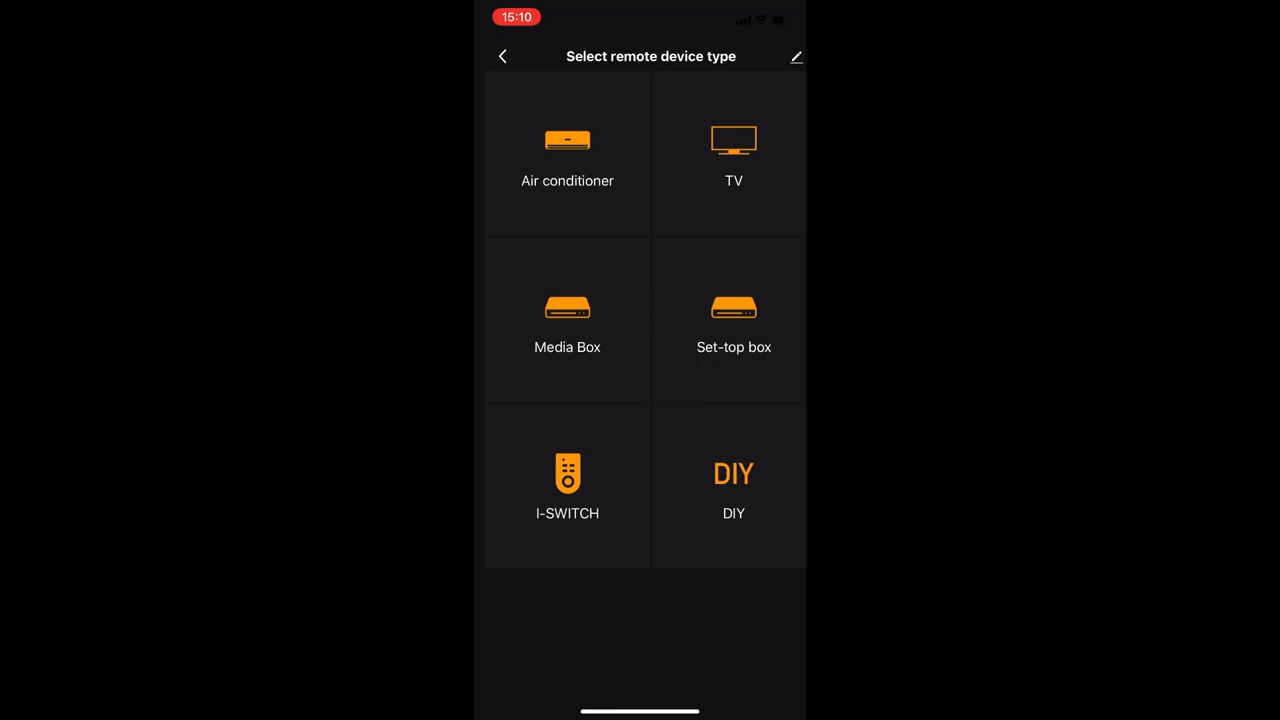 15:10
Select remote device type
Air conditioner
TV
Media Box
Set-top box
I-SWITCH
DIY
DIY